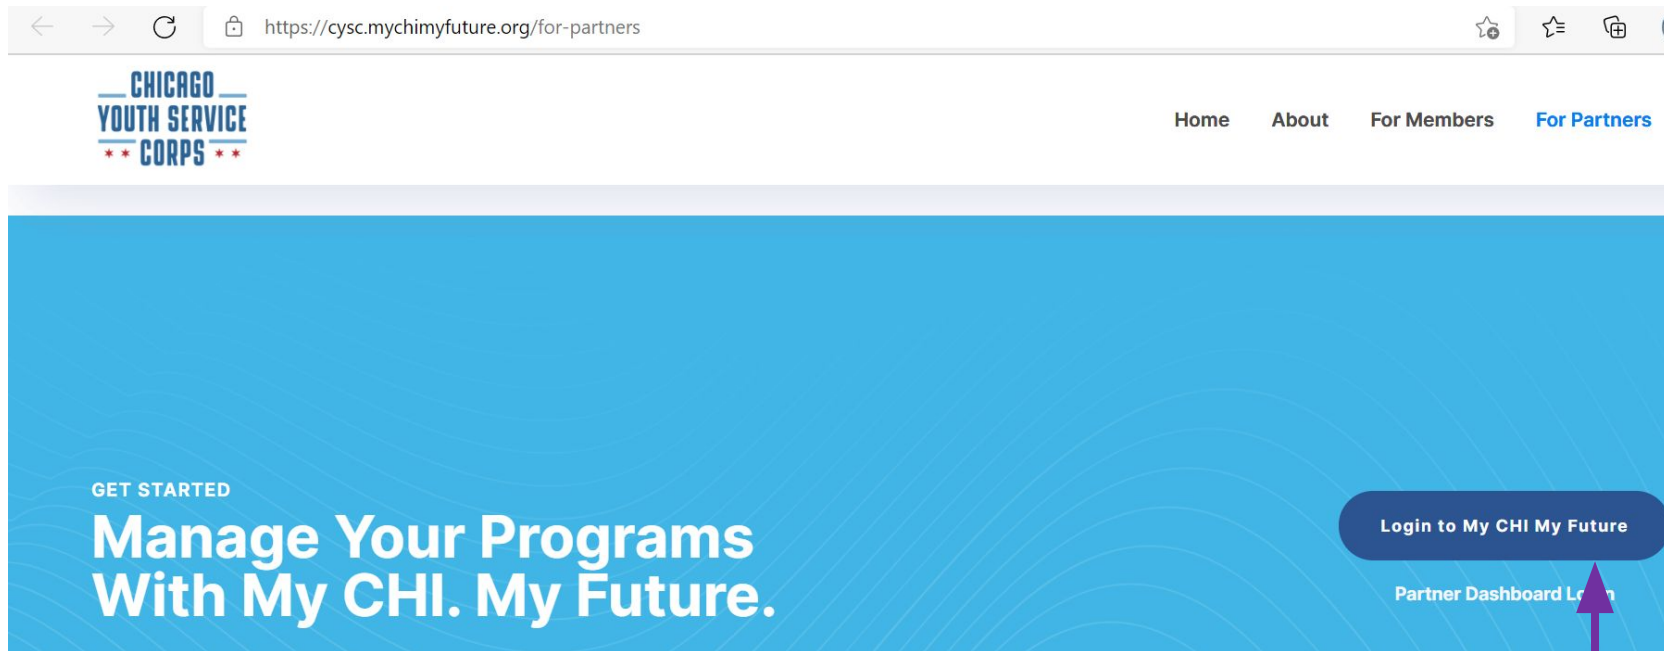 https://cysc.mychimyfuture.org/for-partners
CHICAGO
YOUTH SERVICE
CORPS
Home About For Members For Partners
GET STARTED
Manage Your Programs
With My CHI. My Future.
Login to My CHI My Future
Partner Dashboard Login